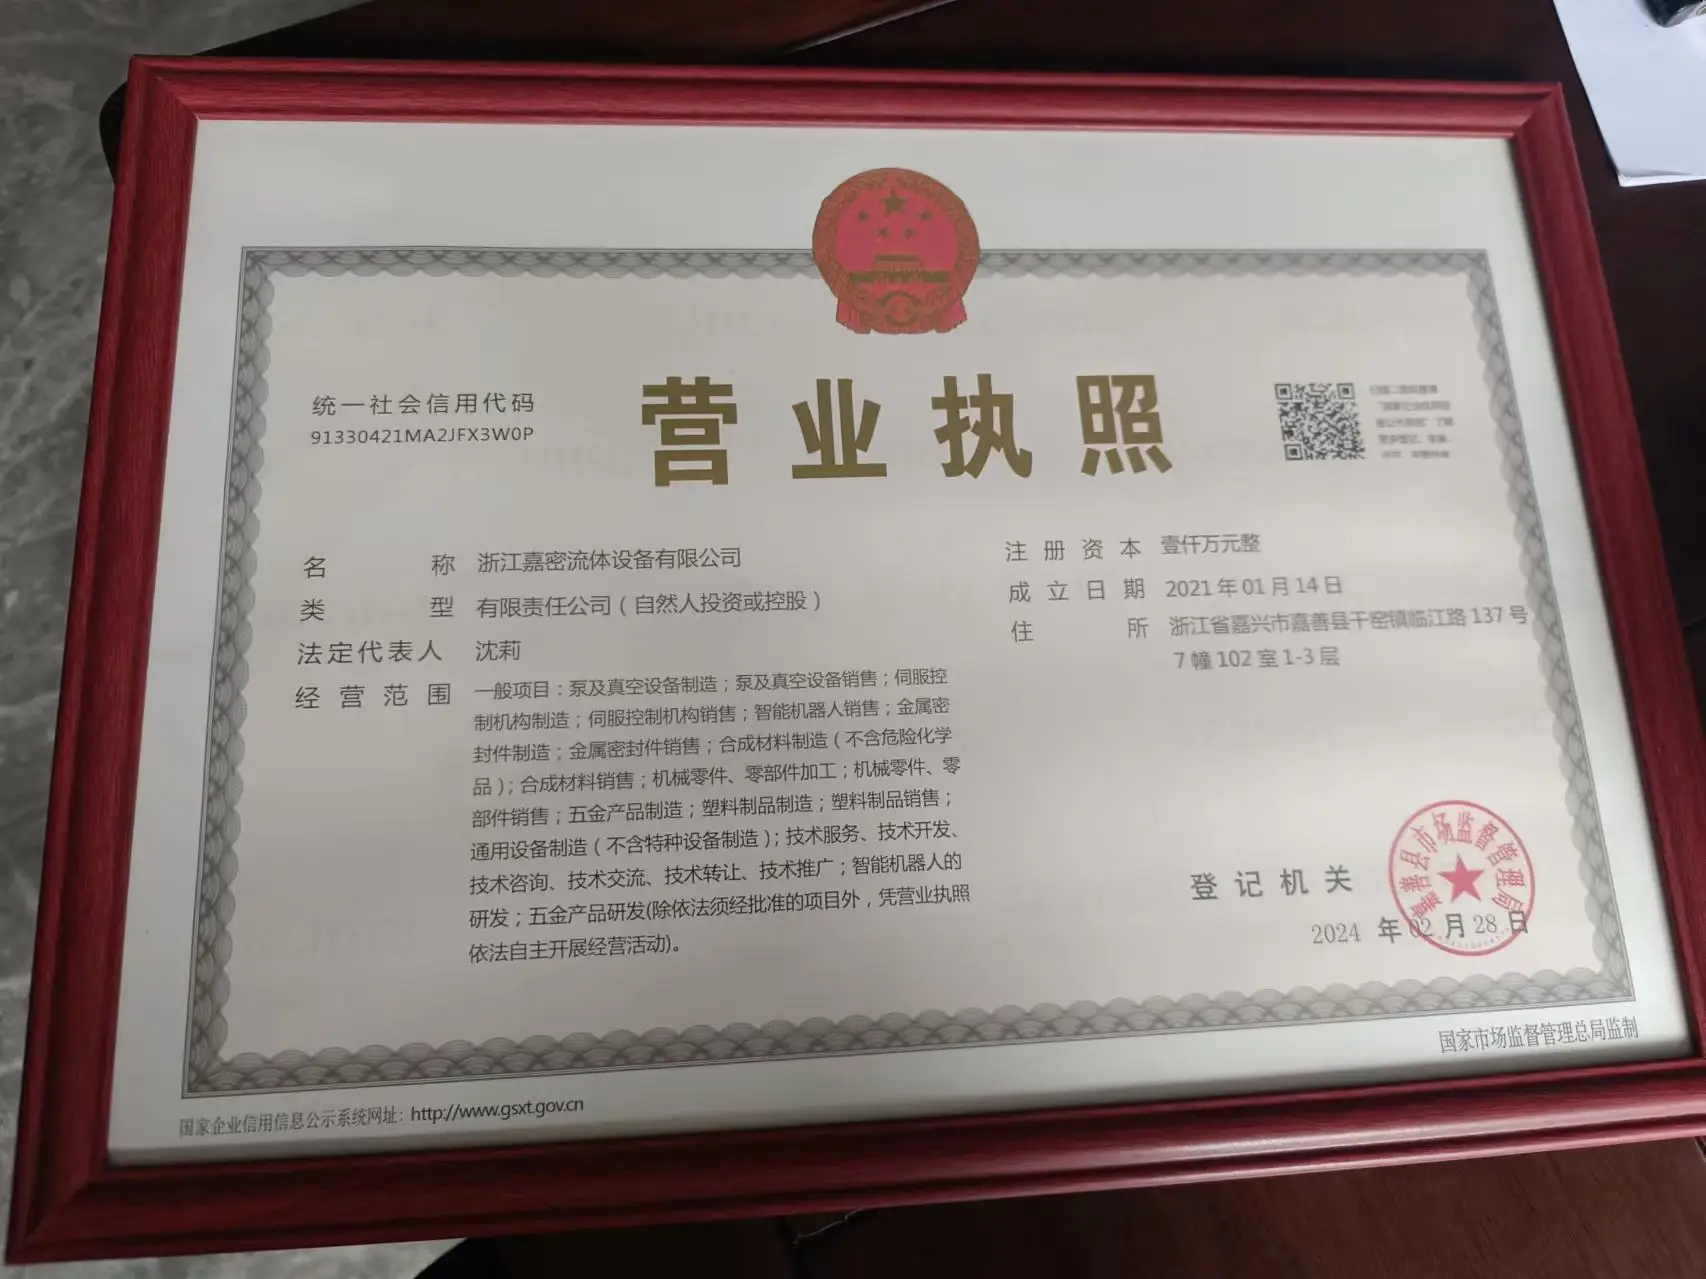 统一社会信用代码
91330421MA2JFX3W0P
营业执照
名称 浙江嘉密流体设备有限公司
类型 有限责任公司（自然人投资或控股）
法定代表人 沈莉
经营范围 一般项目：泵及真空设备制造；泵及真空设备销售；伺服控
制机构制造；伺服控制机构销售；智能机器人销售；金属密
封件制造；金属密封件销售；合成材料制造（不含危险化学
品）；合成材料销售；机械零件、零部件加工；机械零件、零
部件销售；五金产品制造；塑料制品制造；塑料制品销售；
通用设备制造（不含特种设备制造）；技术服务、技术开发、
技术咨询、技术交流、技术转让、技术推广；智能机器人的
研发；五金产品研发(除依法须经批准的项目外，凭营业执照
依法自主开展经营活动)。
注册资本 壹仟万元整
成立日期 2021年01月14日
住所 浙江省嘉兴市嘉善县干窑镇临江路137号
7幢102室1-3层
登记机关
嘉善县市场监督管理局
2024年02月28日
国家企业信用信息公示系统网址：http://www.gsxt.gov.cn
国家市场监督管理总局监制